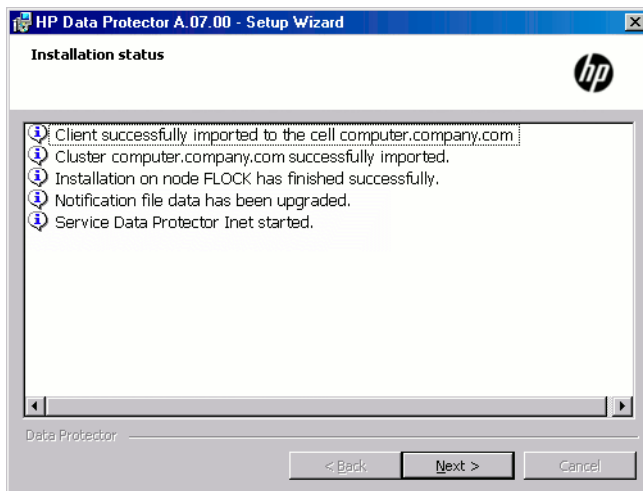 HP Data Protector A.07.00 - Setup Wizard
Installation status
hp
Client successfully imported to the cell computer.company.com
Cluster computer.company.com successfully imported.
Installation on node FLOCK has finished successfully.
Notification file data has been upgraded.
Service Data Protector Inet started.
Data Protector
< Back
Next >
Cancel